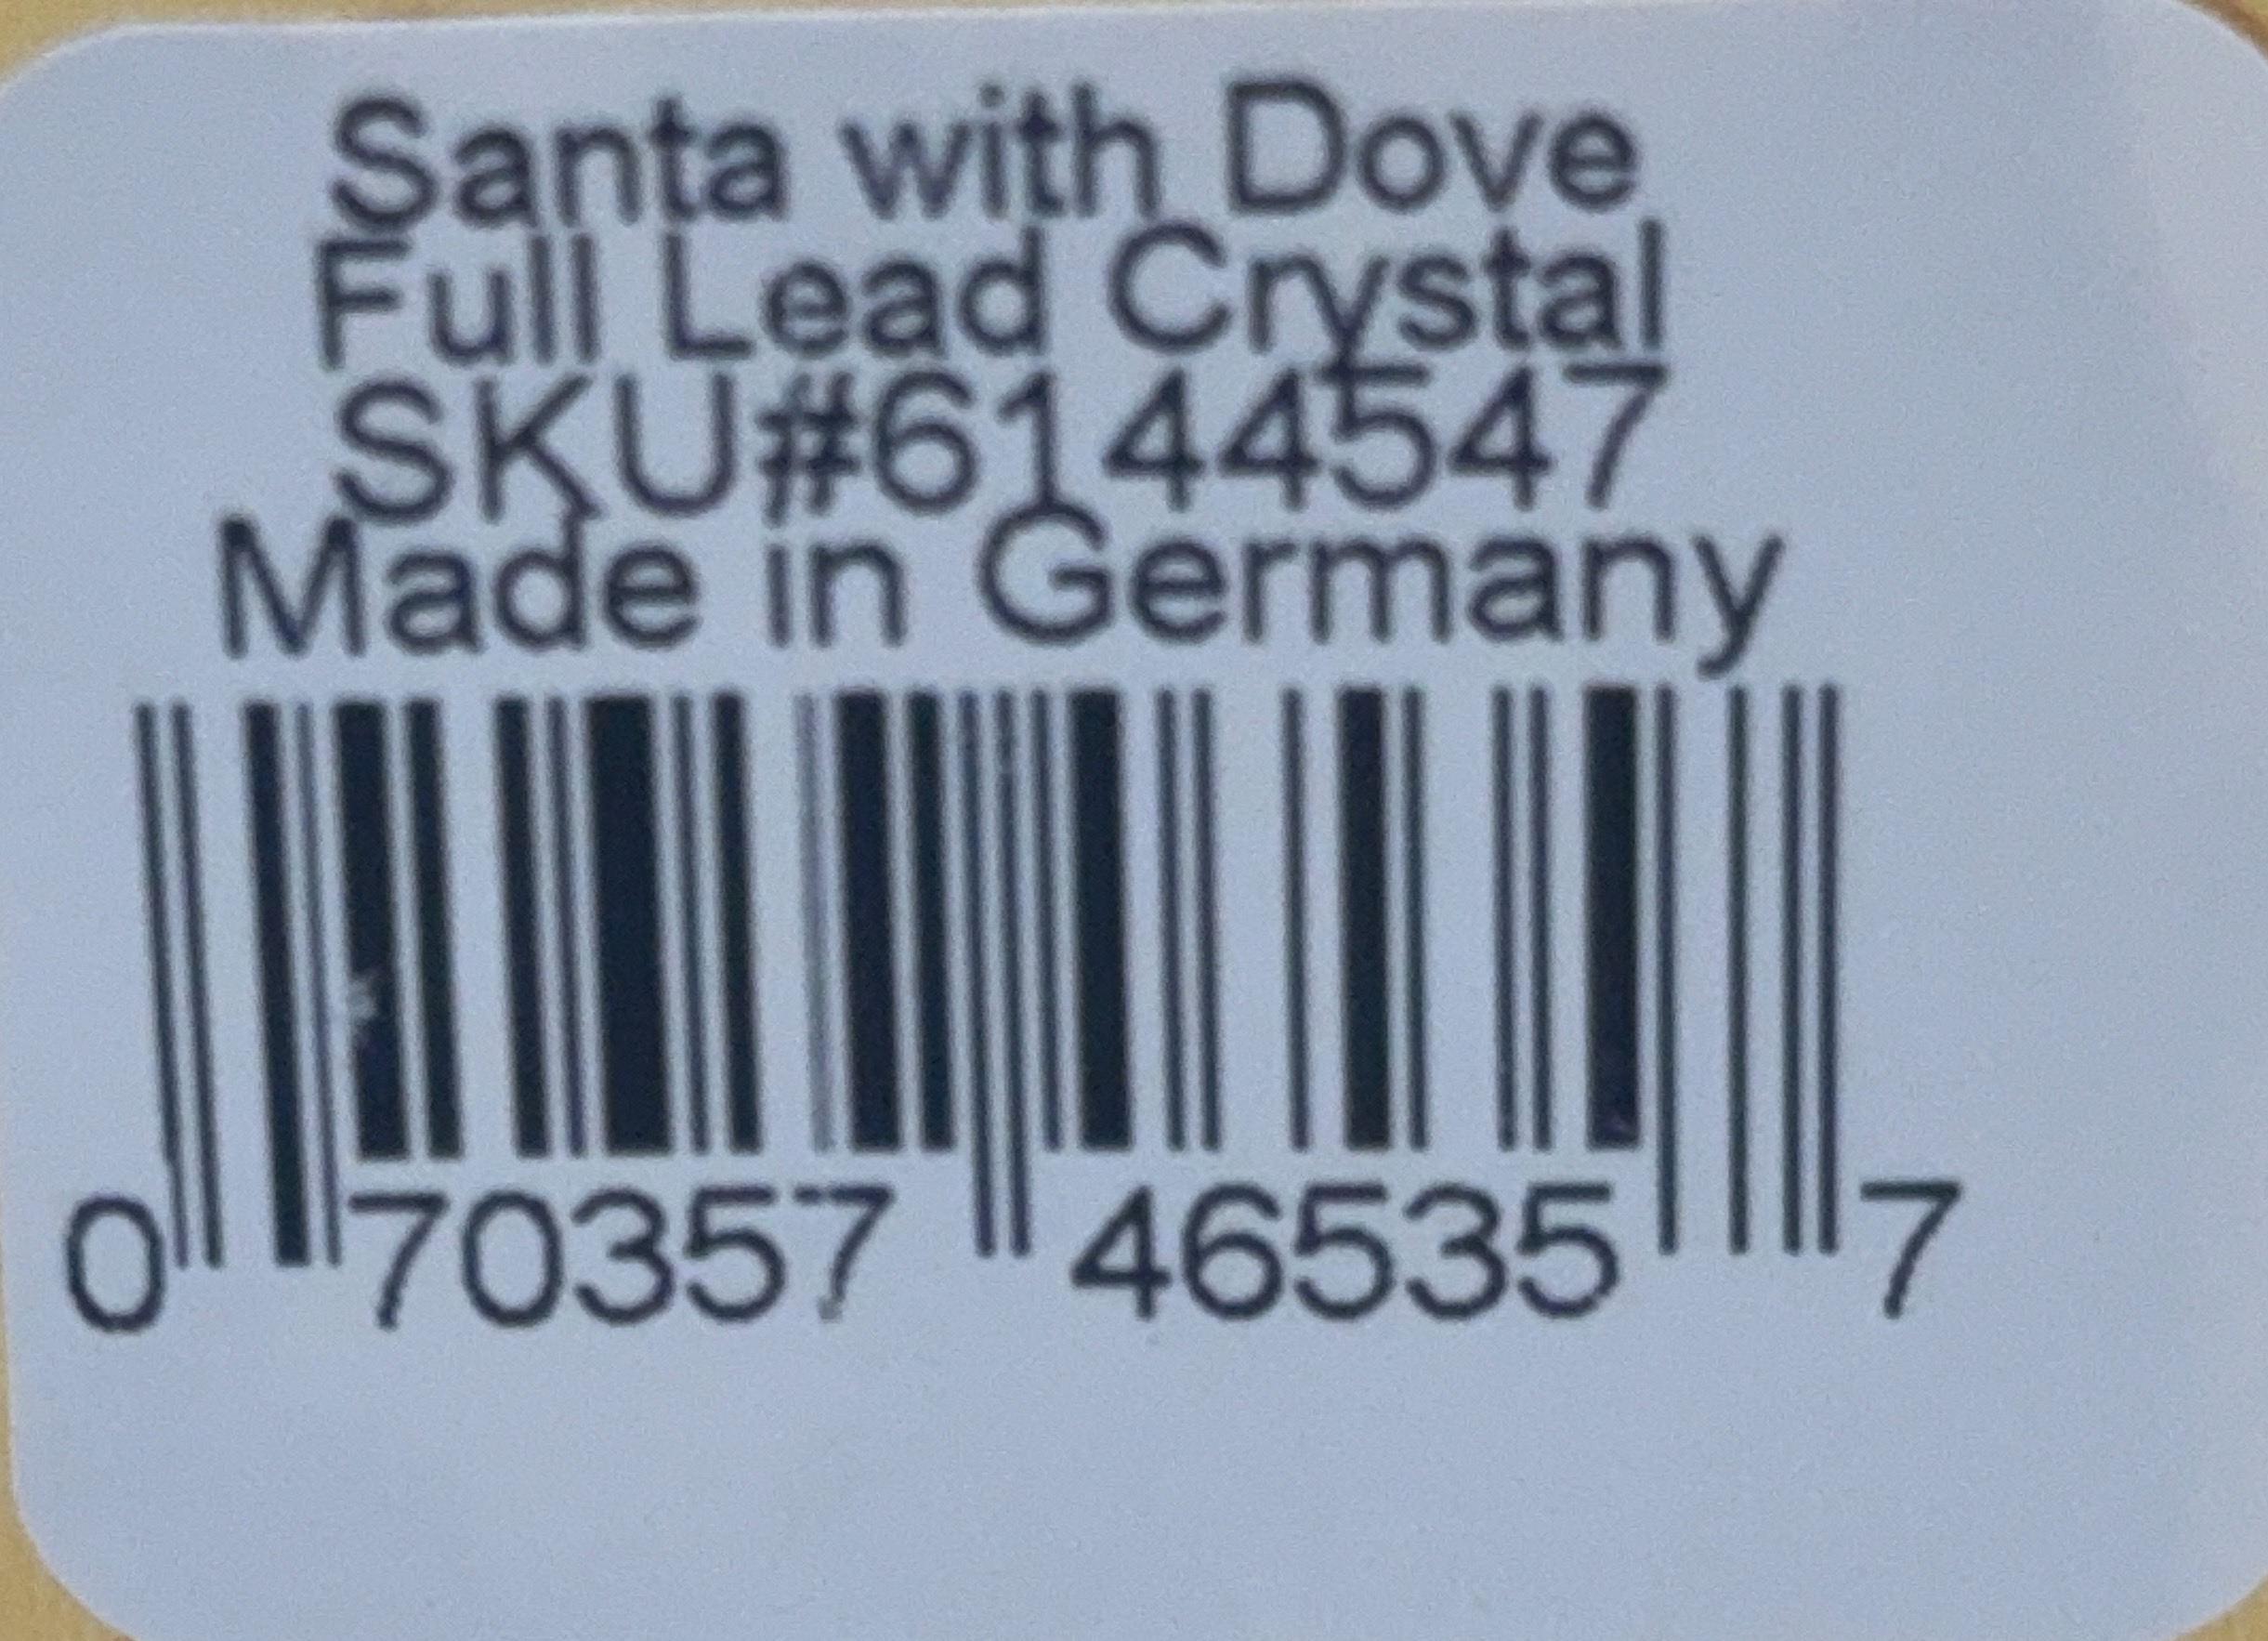 Santa with Dove
Full Lead Crystal
SKU#6144547
Made in Germany
0 70357 46535 7